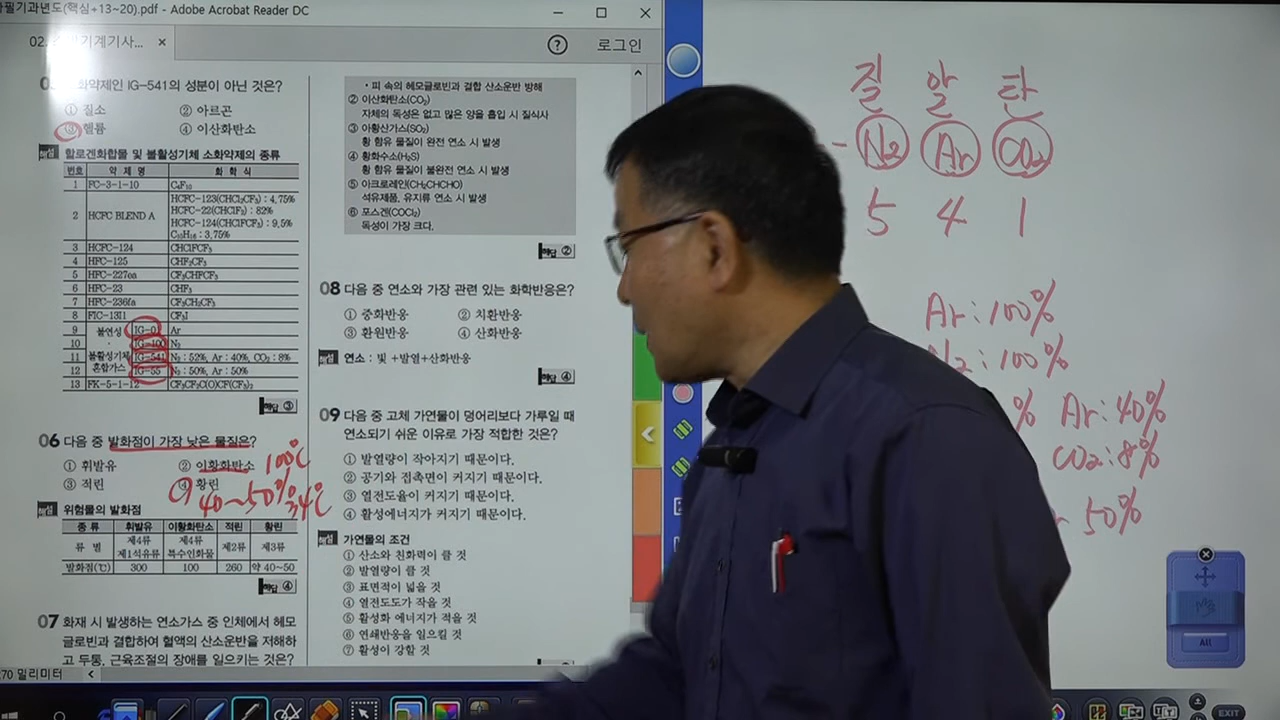 (핵심+13~20).pdf - Adobe Acrobat Reader DC
로그인
IG-541의 성분이 아닌 것은?
① 질소 ② 아르곤
③ 헬륨 ④ 이산화탄소
해설 할로겐화합물 및 불활성기체 소화약제의 종류
번호 약 제 명 화 학 식
1 FC-3-1-10 C₄F₁₀
2 HCFC BLEND A HCFC-123(CHCl₂CF₃) : 4.75%
HCFC-22(CHClF₂) : 82%
HCFC-124(CHClFCF₃) : 9.5%
C₁₀H₁₆ : 3.75%
3 HCFC-124 CHClFCF₃
4 HFC-125 CHF₂CF₃
5 HFC-227ea CF₃CHFCF₃
6 HFC-23 CHF₃
7 HFC-236fa CF₃CH₂CF₃
8 FIC-13I1 CF₃I
9 불연성 IG-01 Ar
10 · IG-100 N₂
11 불활성기체 IG-541 N₂ : 52%, Ar : 40%, CO₂ : 8%
12 혼합가스 IG-55 N₂ : 50%, Ar : 50%
13 FK-5-1-12 CF₃CF₂C(O)CF(CF₃)₂
해답 ③
06 다음 중 발화점이 가장 낮은 물질은?
① 휘발유 ② 이황화탄소 100℃
③ 적린 ④ 황린
40~50% 34℃
해설 위험물의 발화점
종 류 휘발유 이황화탄소 적린 황린
류 별 제4류 제1석유류 제4류 특수인화물 제2류 제3류
발화점(℃) 300 100 260 약 40~50
해답 ④
07 화재 시 발생하는 연소가스 중 인체에서 헤모
글로빈과 결합하여 혈액의 산소운반을 저해하
고 두통, 근육조절의 장애를 일으키는 것은?
270 밀리미터
· 피 속의 헤모글로빈과 결합 산소운반 방해
② 이산화탄소(CO₂)
자체의 독성은 없고 많은 양을 흡입 시 질식사
③ 아황산가스(SO₂)
황 함유 물질이 완전 연소 시 발생
④ 황화수소(H₂S)
황 함유 물질이 불완전 연소 시 발생
⑤ 아크로레인(CH₂CHCHO)
석유제품, 유지류 연소 시 발생
⑥ 포스겐(COCl₂)
독성이 가장 크다.
해답 ②
08 다음 중 연소와 가장 관련 있는 화학반응은?
① 중화반응 ② 치환반응
③ 환원반응 ④ 산화반응
해설 연소 : 빛 +발열+산화반응
해답 ④
09 다음 중 고체 가연물이 덩어리보다 가루일 때
연소되기 쉬운 이유로 가장 적합한 것은?
① 발열량이 작아지기 때문이다.
② 공기와 접촉면이 커지기 때문이다.
③ 열전도율이 커지기 때문이다.
④ 활성에너지가 커지기 때문이다.
해설 가연물의 조건
① 산소와 친화력이 클 것
② 발열량이 클 것
③ 표면적이 넓을 것
④ 열전도도가 작을 것
⑤ 활성화 에너지가 적을 것
⑥ 연쇄반응을 일으킬 것
⑦ 활성이 강할 것
질 알 탄
- N₂ Ar CO₂
5 4 1
Ar : 100%
N₂ : 100%
% Ar : 40%
CO₂ : 8%
50%
All
EXIT